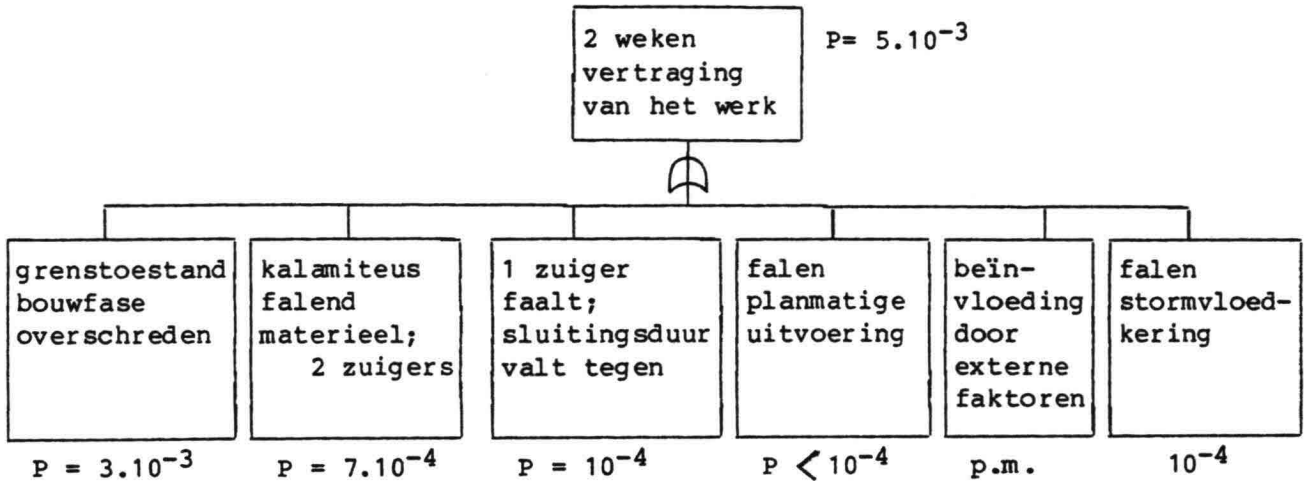 2 weken
vertraging
van het werk
P= 5.10⁻³
grenstoestand
bouwfase
overschreden
P = 3.10⁻³
kalamiteus
falend
materieel;
2 zuigers
P = 7.10⁻⁴
1 zuiger
faalt;
sluitingsduur
valt tegen
P = 10⁻⁴
falen
planmatige
uitvoering
P < 10⁻⁴
beïn-
vloeding
door
externe
faktoren
p.m.
falen
stormvloed-
kering
10⁻⁴